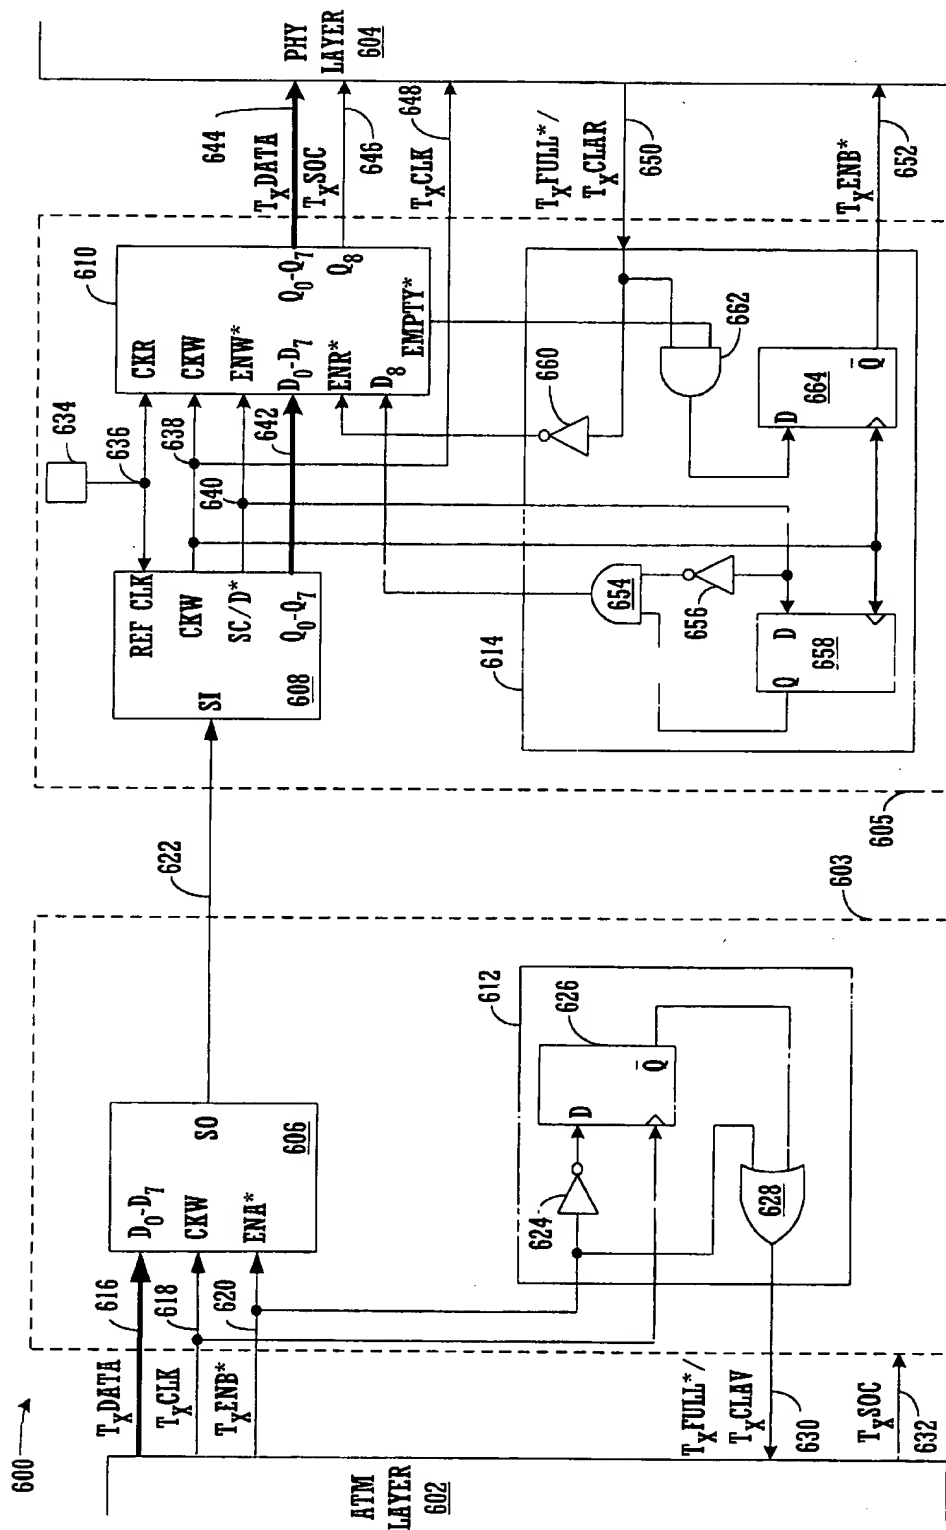 600
ATM
LAYER
602
TXDATA
616
TXCLK
618
TXENB*
620
TXFULL*/
TXCLAV
630
TXSOC
632
D0-D7
CKW
ENA*
SO
606
612
624
D
Q̅
626
628
603
622
605
SI
REF CLK
CKW
SC/D*
Q0-Q7
608
634
636
638
640
642
610
CKR
CKW
ENW*
D0-D7
ENR*
D8
EMPTY*
Q0-Q7
Q8
614
654
656
D
Q
658
660
662
D
Q̅
664
644
TXDATA
TXSOC
646
TXCLK
648
TXFULL*/
TXCLAR
650
TXENB*
652
PHY
LAYER
604